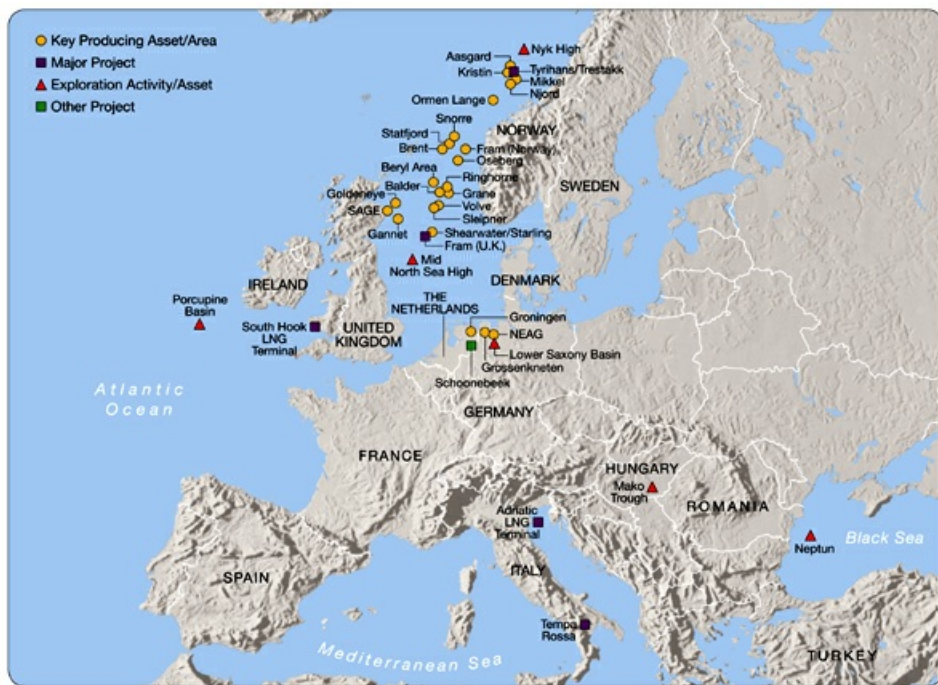 Key Producing Asset/Area
Major Project
Exploration Activity/Asset
Other Project
Nyk High
Aasgard
Kristin
Tyrihans/Trestakk
Mikkel
Njord
Ormen Lange
NORWAY
Snorre
Statfjord
Brent
Fram (Norway)
Oseberg
Beryl Area
Ringhorne
Balder
Grane
SWEDEN
Goldeneye
SAGE
Volve
Sleipner
Gannet
Shearwater/Starling
Fram (U.K.)
Mid
North Sea High
IRELAND
DENMARK
Porcupine
Basin
THE
NETHERLANDS
South Hook
LNG
Terminal
UNITED
KINGDOM
Groningen
NEAG
Lower Saxony Basin
Grossenkneten
Schoonebeek
Atlantic
Ocean
GERMANY
FRANCE
HUNGARY
Mako
Trough
ROMANIA
Adriatic
LNG
Terminal
Neptun
Black Sea
SPAIN
ITALY
Tempa
Rossa
Mediterranean Sea
TURKEY